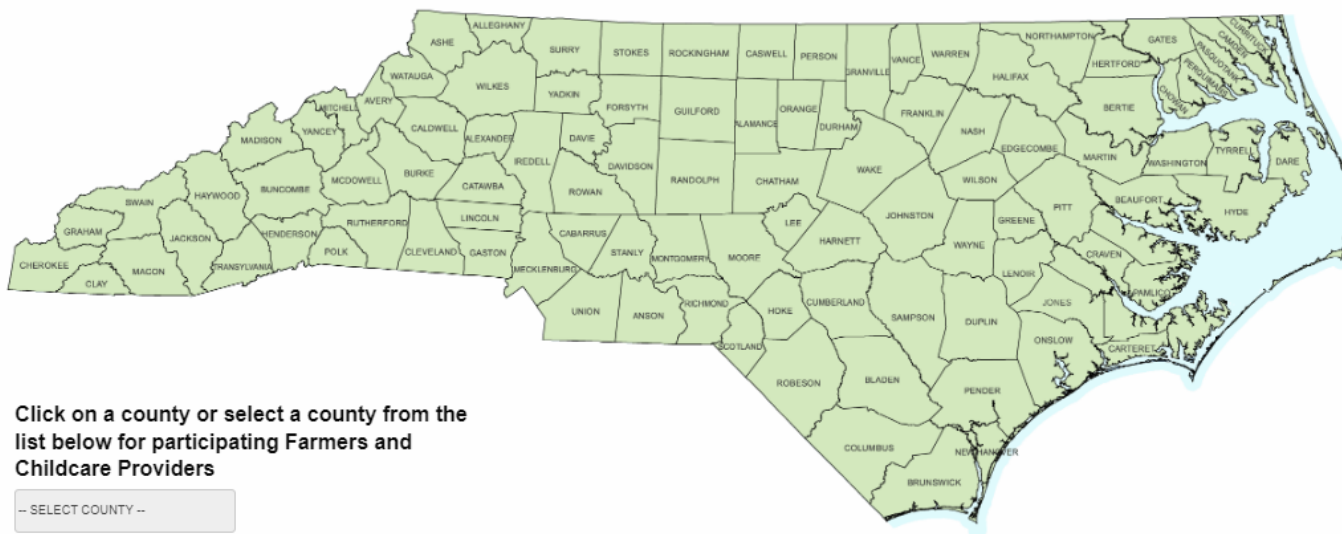 ALLEGHANY
ASHE
SURRY
STOKES
ROCKINGHAM
CASWELL
PERSON
GRANVILLE
VANCE
WARREN
NORTHAMPTON
GATES
CURRITUCK
CAMDEN
PASQUOTANK
PERQUIMANS
CHOWAN
HERTFORD
HALIFAX
WATAUGA
WILKES
YADKIN
FORSYTH
GUILFORD
ALAMANCE
ORANGE
DURHAM
FRANKLIN
NASH
BERTIE
MITCHELL
AVERY
CALDWELL
ALEXANDER
IREDELL
DAVIE
EDGECOMBE
MARTIN
WASHINGTON
TYRRELL
DARE
MADISON
YANCEY
DAVIDSON
RANDOLPH
CHATHAM
WAKE
WILSON
MCDOWELL
BURKE
CATAWBA
ROWAN
HAYWOOD
BUNCOMBE
SWAIN
RUTHERFORD
LINCOLN
LEE
JOHNSTON
GREENE
PITT
BEAUFORT
HYDE
GRAHAM
JACKSON
HENDERSON
POLK
CLEVELAND
GASTON
CABARRUS
STANLY
MONTGOMERY
MOORE
HARNETT
WAYNE
LENOIR
CRAVEN
CHEROKEE
MACON
TRANSYLVANIA
MECKLENBURG
CLAY
PAMLICO
UNION
ANSON
RICHMOND
HOKE
CUMBERLAND
SAMPSON
DUPLIN
JONES
SCOTLAND
ONSLOW
CARTERET
ROBESON
BLADEN
PENDER
COLUMBUS
NEW HANOVER
BRUNSWICK
Click on a county or select a county from the
list below for participating Farmers and
Childcare Providers
-- SELECT COUNTY --